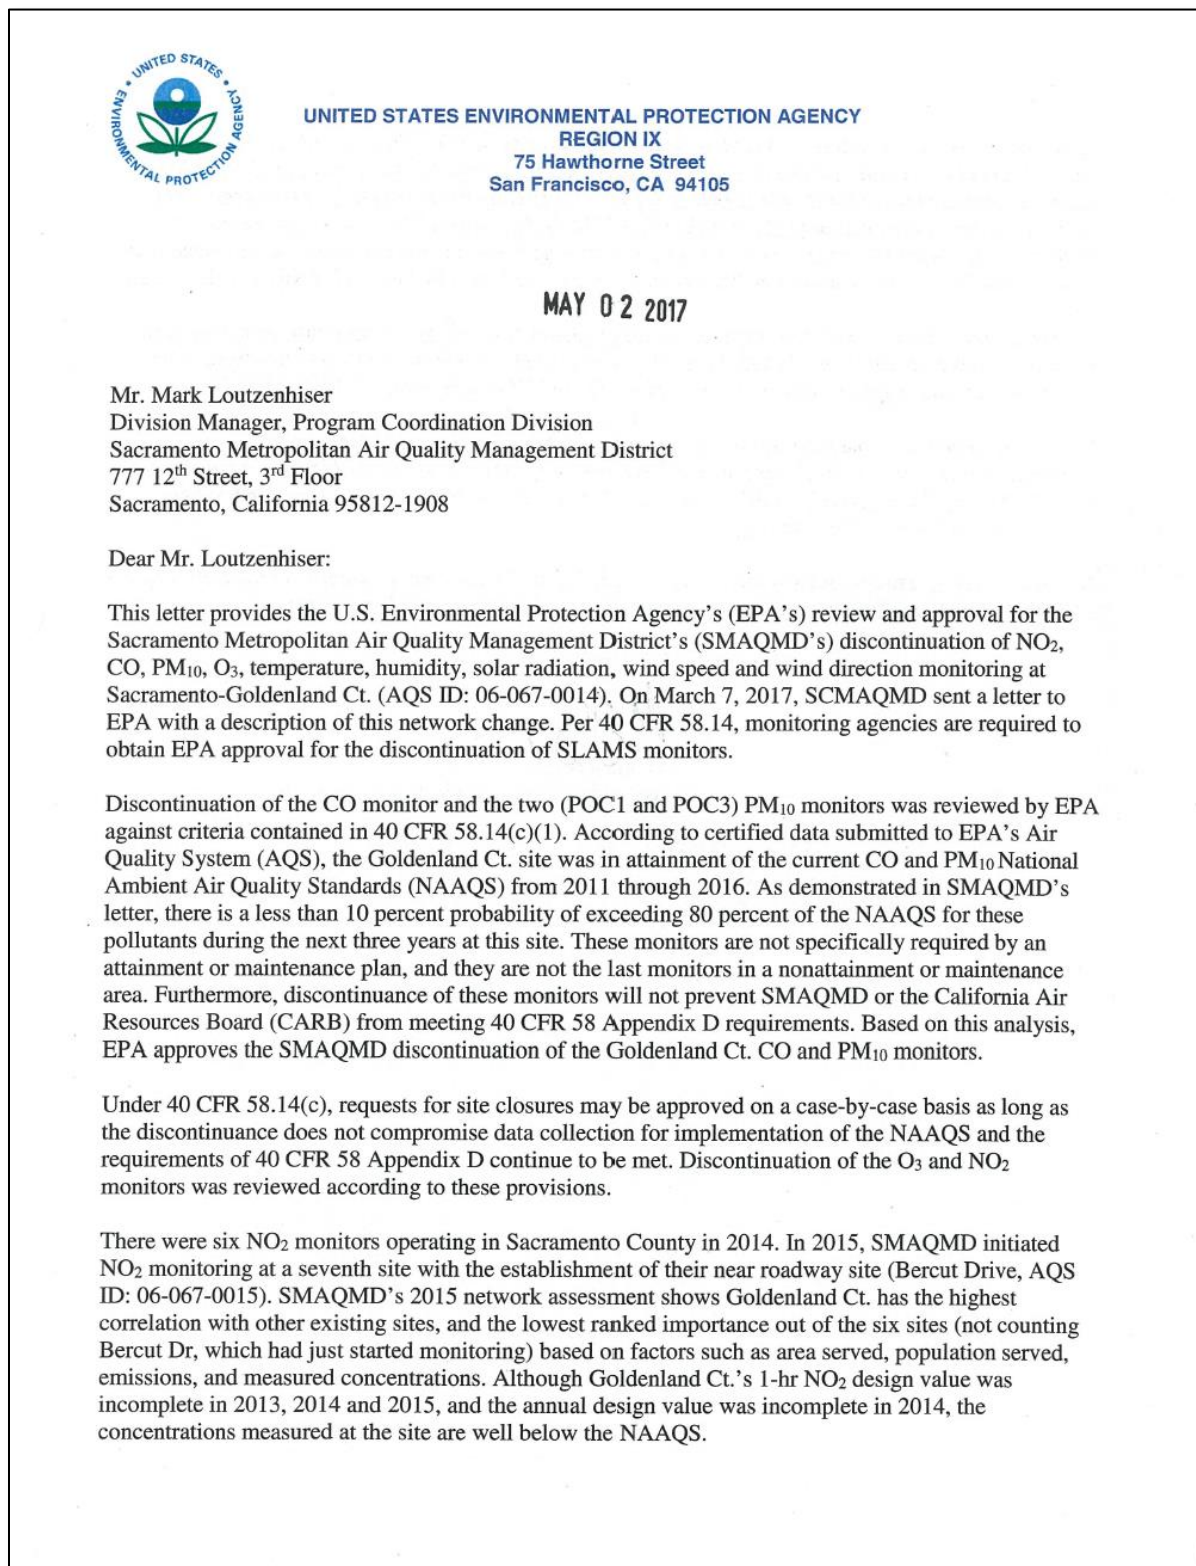 UNITED STATES
ENVIRONMENTAL PROTECTION AGENCY
UNITED STATES ENVIRONMENTAL PROTECTION AGENCY
REGION IX
75 Hawthorne Street
San Francisco, CA 94105
MAY 02 2017
Mr. Mark Loutzenhiser
Division Manager, Program Coordination Division
Sacramento Metropolitan Air Quality Management District
777 12th Street, 3rd Floor
Sacramento, California 95812-1908
Dear Mr. Loutzenhiser:
This letter provides the U.S. Environmental Protection Agency's (EPA's) review and approval for the
Sacramento Metropolitan Air Quality Management District's (SMAQMD's) discontinuation of NO2,
CO, PM10, O3, temperature, humidity, solar radiation, wind speed and wind direction monitoring at
Sacramento-Goldenland Ct. (AQS ID: 06-067-0014). On March 7, 2017, SCMAQMD sent a letter to
EPA with a description of this network change. Per 40 CFR 58.14, monitoring agencies are required to
obtain EPA approval for the discontinuation of SLAMS monitors.
Discontinuation of the CO monitor and the two (POC1 and POC3) PM10 monitors was reviewed by EPA
against criteria contained in 40 CFR 58.14(c)(1). According to certified data submitted to EPA's Air
Quality System (AQS), the Goldenland Ct. site was in attainment of the current CO and PM10 National
Ambient Air Quality Standards (NAAQS) from 2011 through 2016. As demonstrated in SMAQMD's
letter, there is a less than 10 percent probability of exceeding 80 percent of the NAAQS for these
pollutants during the next three years at this site. These monitors are not specifically required by an
attainment or maintenance plan, and they are not the last monitors in a nonattainment or maintenance
area. Furthermore, discontinuance of these monitors will not prevent SMAQMD or the California Air
Resources Board (CARB) from meeting 40 CFR 58 Appendix D requirements. Based on this analysis,
EPA approves the SMAQMD discontinuation of the Goldenland Ct. CO and PM10 monitors.
Under 40 CFR 58.14(c), requests for site closures may be approved on a case-by-case basis as long as
the discontinuance does not compromise data collection for implementation of the NAAQS and the
requirements of 40 CFR 58 Appendix D continue to be met. Discontinuation of the O3 and NO2
monitors was reviewed according to these provisions.
There were six NO2 monitors operating in Sacramento County in 2014. In 2015, SMAQMD initiated
NO2 monitoring at a seventh site with the establishment of their near roadway site (Bercut Drive, AQS
ID: 06-067-0015). SMAQMD's 2015 network assessment shows Goldenland Ct. has the highest
correlation with other existing sites, and the lowest ranked importance out of the six sites (not counting
Bercut Dr, which had just started monitoring) based on factors such as area served, population served,
emissions, and measured concentrations. Although Goldenland Ct.'s 1-hr NO2 design value was
incomplete in 2013, 2014 and 2015, and the annual design value was incomplete in 2014, the
concentrations measured at the site are well below the NAAQS.